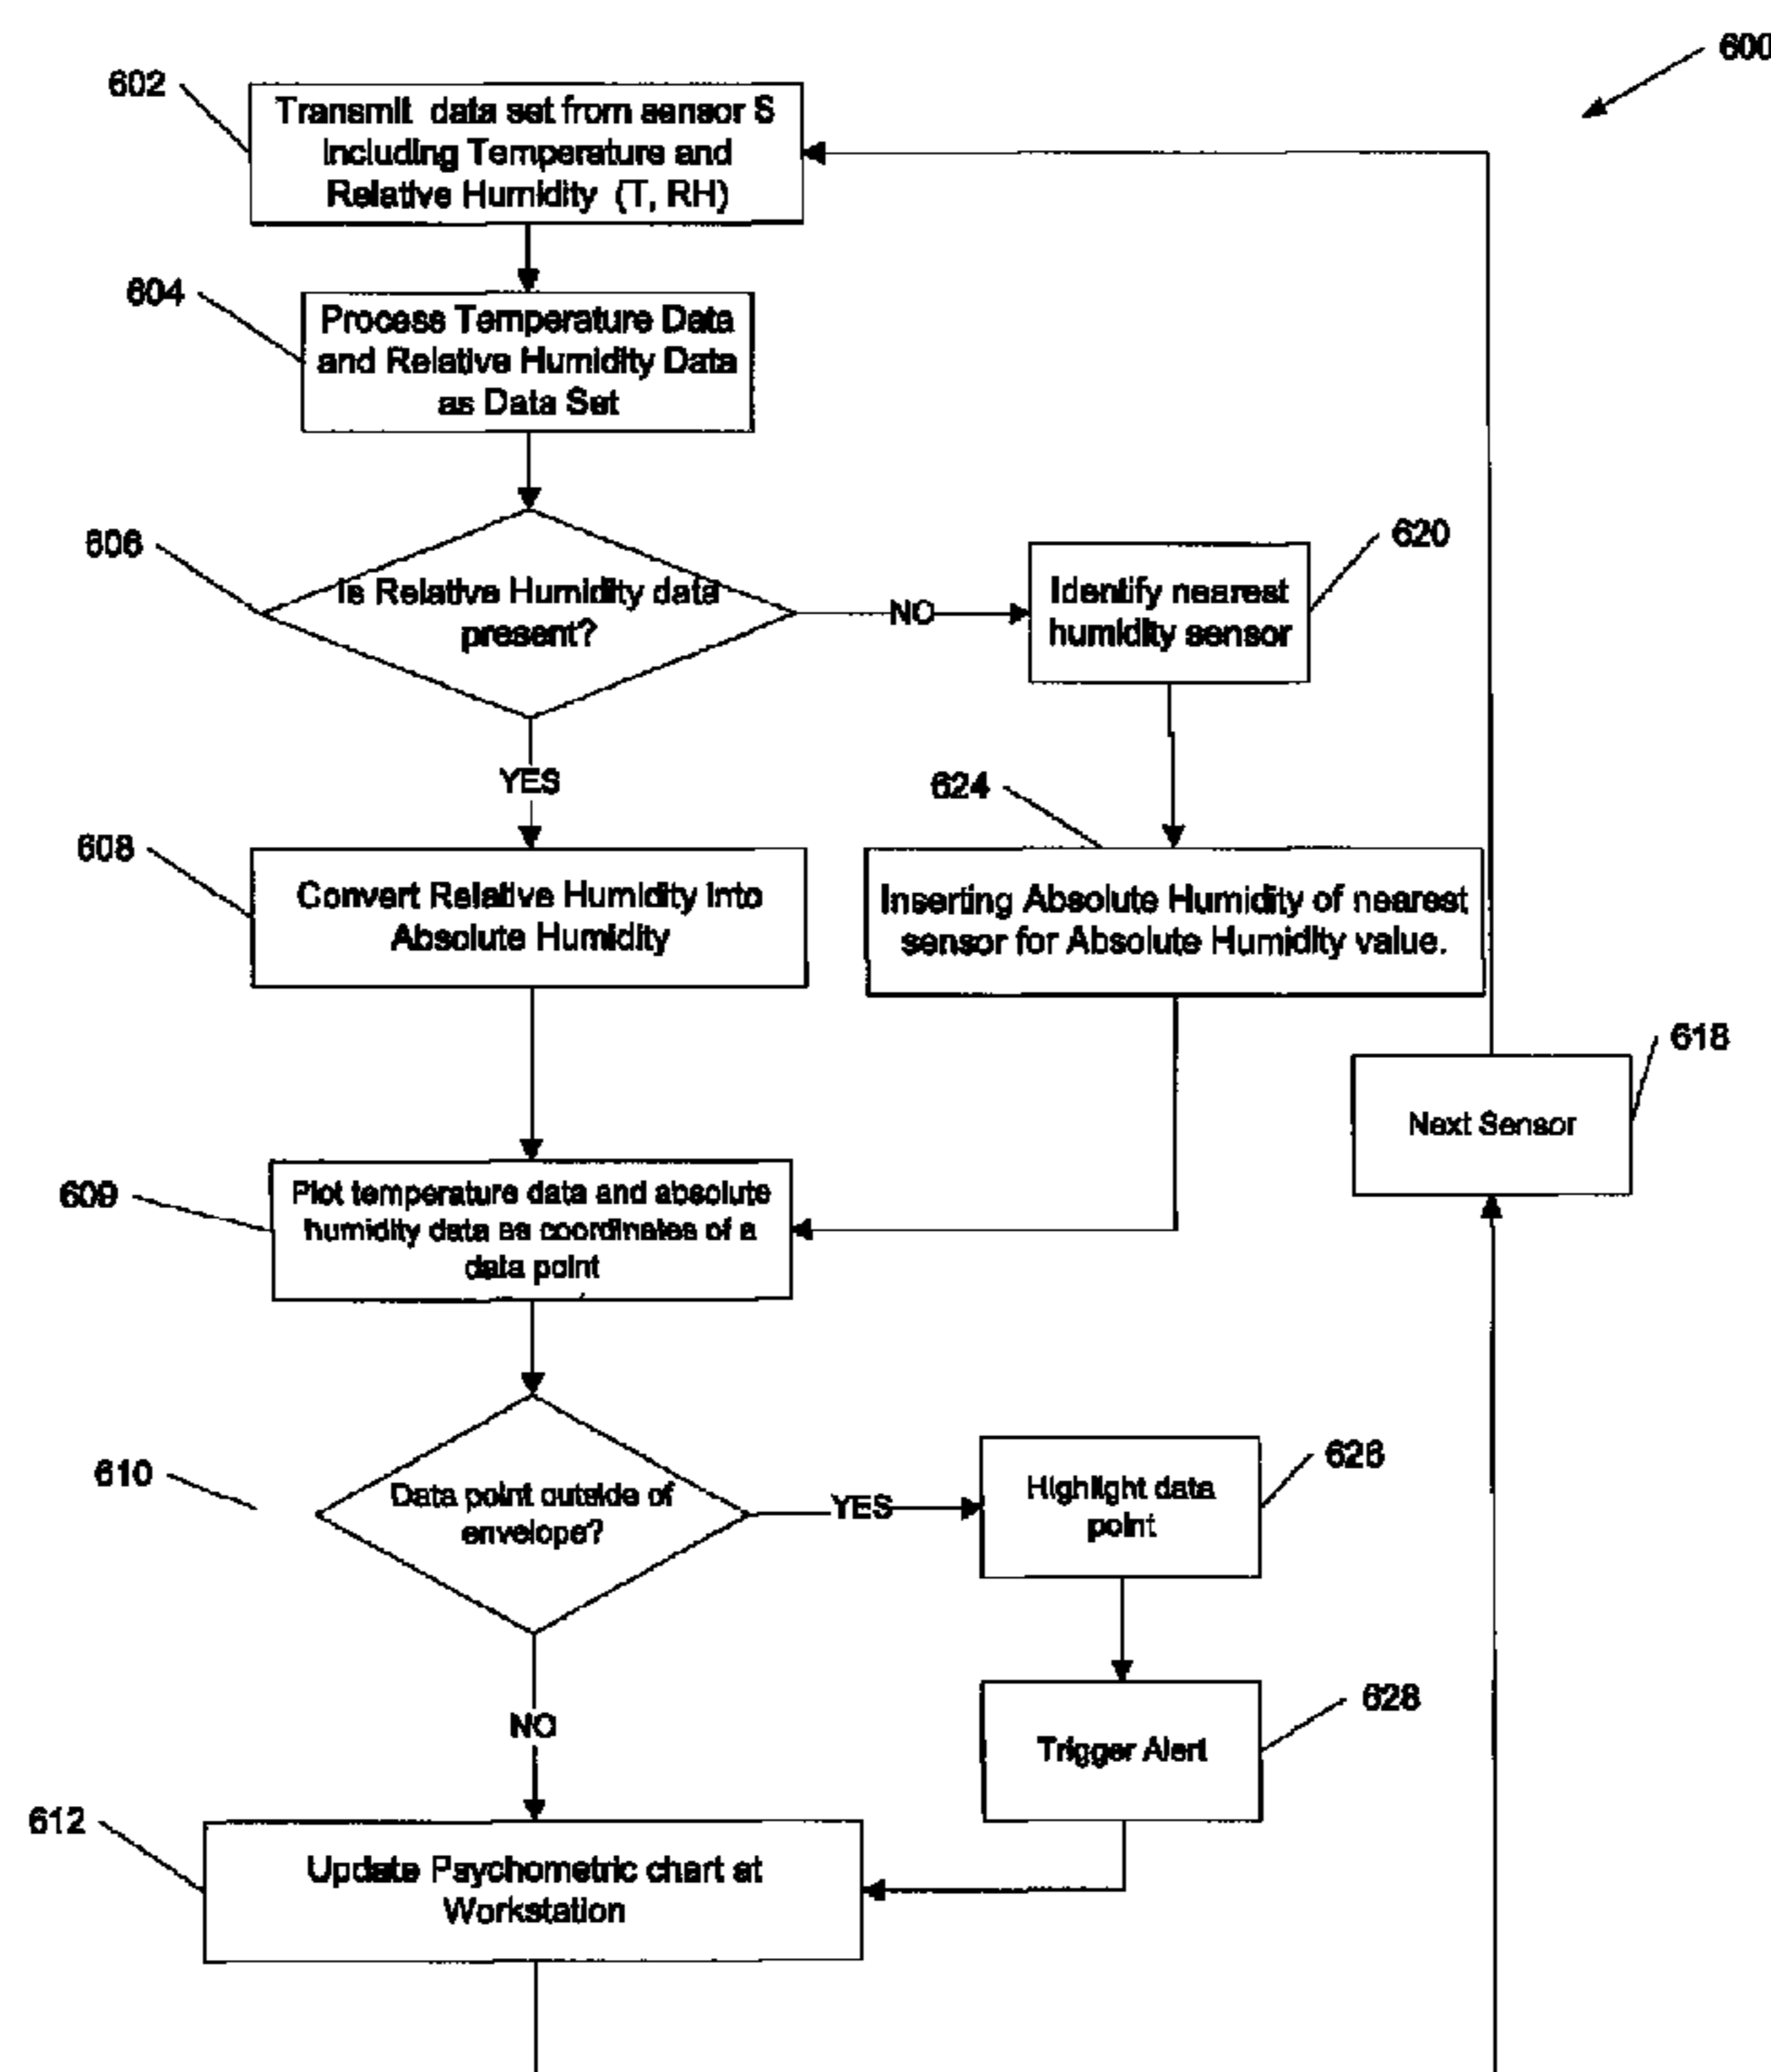 600
602
Transmit data set from sensor S
Including Temperature and
Relative Humidity (T, RH)
604
Process Temperature Data
and Relative Humidity Data
as Data Set
606
Is Relative Humidity data
present?
NO
620
Identify nearest
humidity sensor
YES
624
608
Convert Relative Humidity into
Absolute Humidity
Inserting Absolute Humidity of nearest
sensor for Absolute Humidity value.
618
Next Sensor
609
Plot temperature data and absolute
humidity data as coordinates of a
data point
610
Data point outside of
envelope?
YES
626
Highlight data
point
NO
628
Trigger Alert
612
Update Psychometric chart at
Workstation